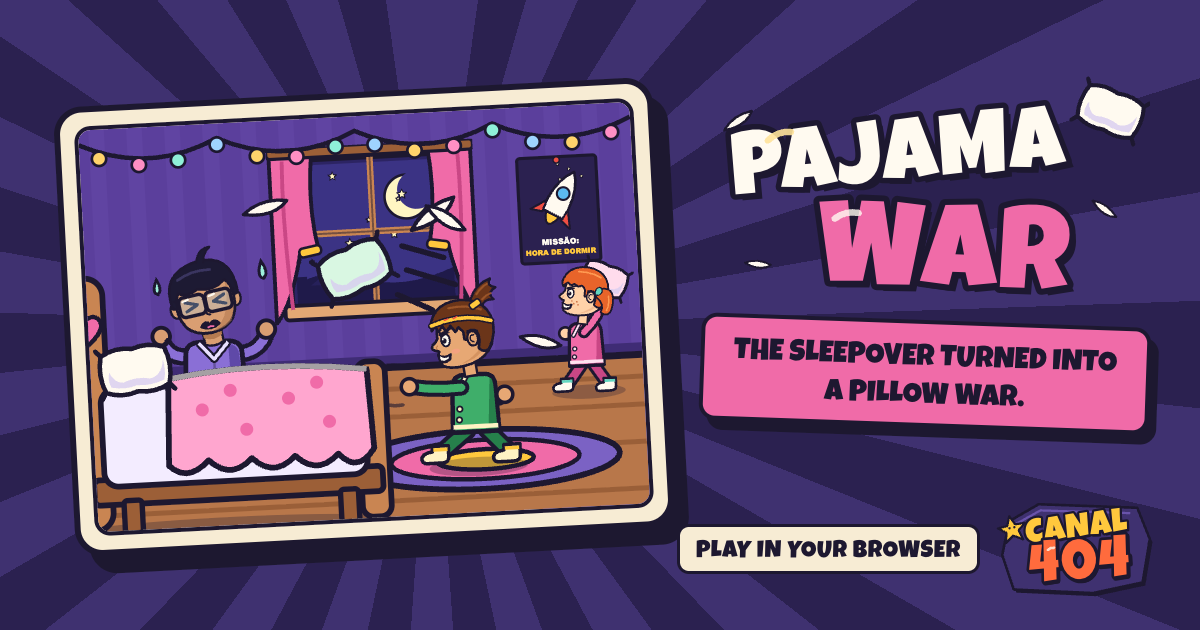 MISSÃO:
HORA DE DORMIR
PAJAMA
WAR
THE SLEEPOVER TURNED INTO
A PILLOW WAR.
PLAY IN YOUR BROWSER
CANAL
404